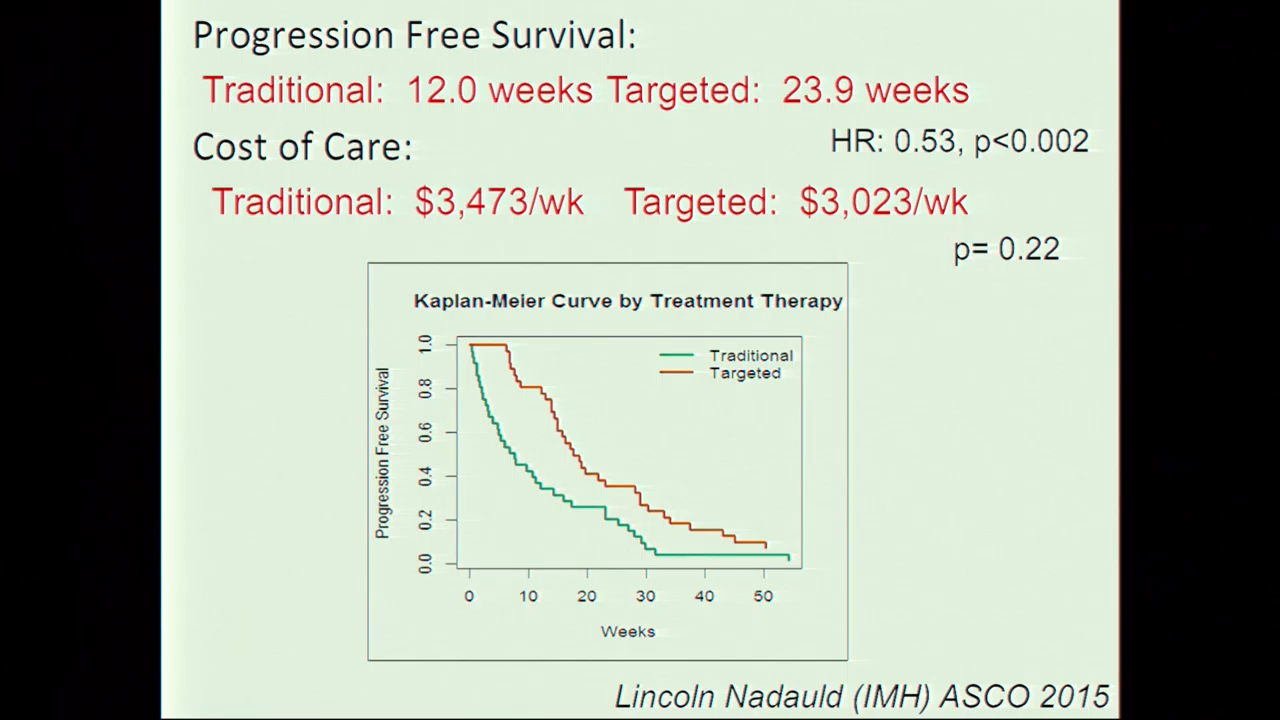 Progression Free Survival:
Traditional: 12.0 weeks Targeted: 23.9 weeks
HR: 0.53, p<0.002
Cost of Care:
Traditional: $3,473/wk Targeted: $3,023/wk
p= 0.22
Kaplan-Meier Curve by Treatment Therapy
Traditional
Targeted
Progression Free Survival
1.0
0.8
0.6
0.4
0.2
0.0
0 10 20 30 40 50
Weeks
Lincoln Nadauld (IMH) ASCO 2015